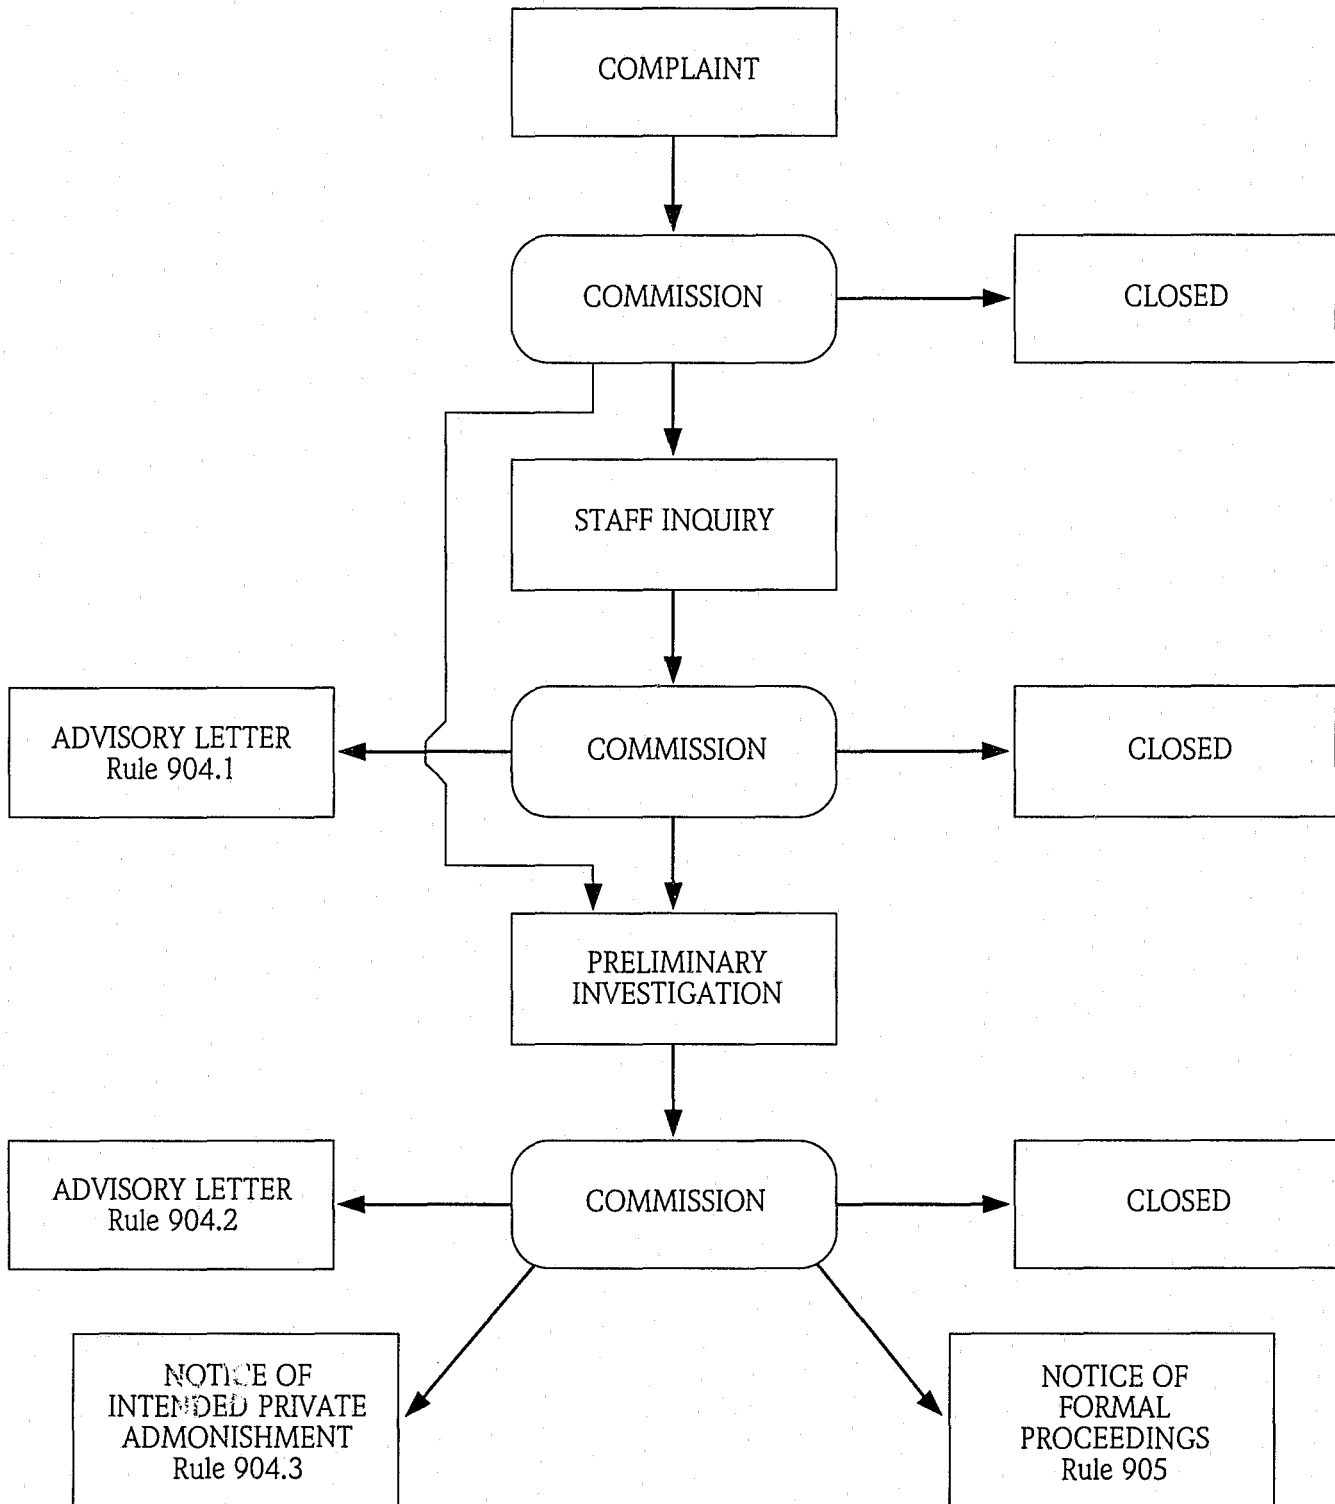 COMPLAINT
COMMISSION
CLOSED
STAFF INQUIRY
ADVISORY LETTER
Rule 904.1
COMMISSION
CLOSED
PRELIMINARY
INVESTIGATION
ADVISORY LETTER
Rule 904.2
COMMISSION
CLOSED
NOTICE OF
INTENDED PRIVATE
ADMONISHMENT
Rule 904.3
NOTICE OF
FORMAL
PROCEEDINGS
Rule 905